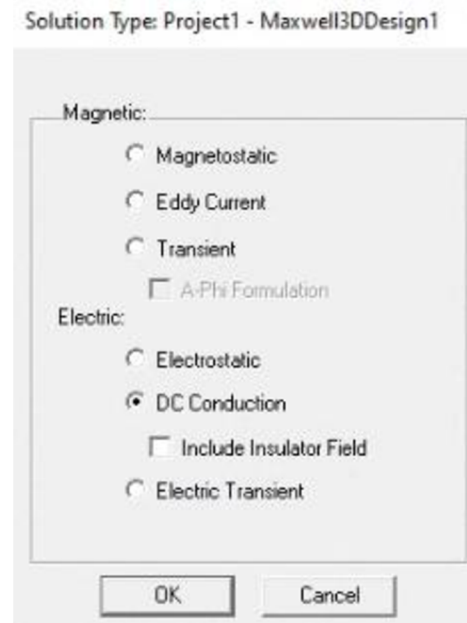 Solution Type: Project1 - Maxwell3DDesign1
Magnetic:
Magnetostatic
Eddy Current
Transient
A-Phi Formulation
Electric:
Electrostatic
DC Conduction
Include Insulator Field
Electric Transient
OK Cancel